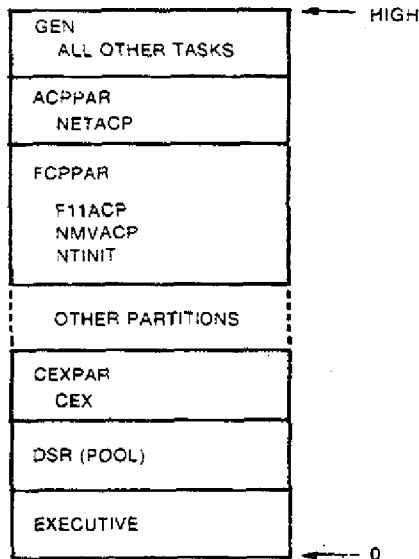 HIGH
GEN
ALL OTHER TASKS
ACPPAR
NETACP
FCPPAR
F11ACP
NMVACP
NTINIT
OTHER PARTITIONS
CEXPAR
CEX
DSR (POOL)
EXECUTIVE
0